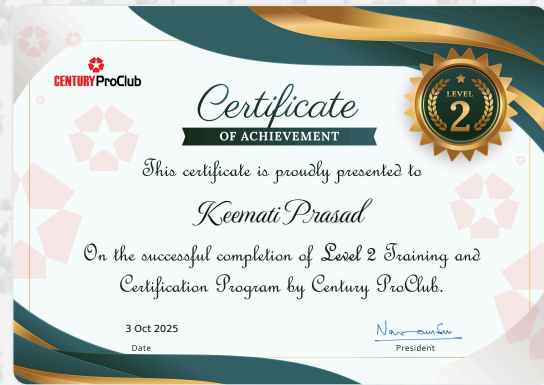 CENTURY ProClub
Certificate
OF ACHIEVEMENT
LEVEL
2
This certificate is proudly presented to
Keemati Prasad
On the successful completion of Level 2 Training and
Certification Program by Century ProClub.
3 Oct 2025
Date
President